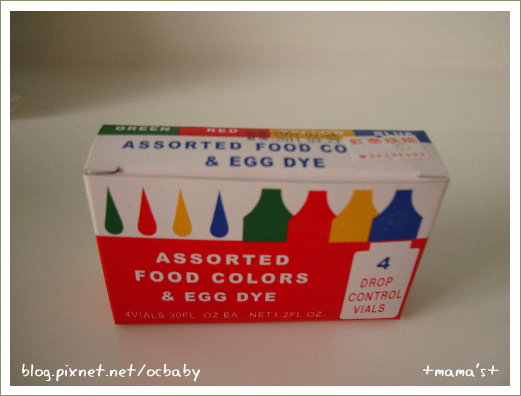 GREEN RED YELLOW BLUE
ASSORTED FOOD CO
& EGG DYE
ASSORTED
FOOD COLORS
& EGG DYE
4VIALS.30FL. OZ. EA. NET1.2FL.OZ.
4
DROP
CONTROL
VIALS
blog.pixnet.net/ocbaby
+mama's+